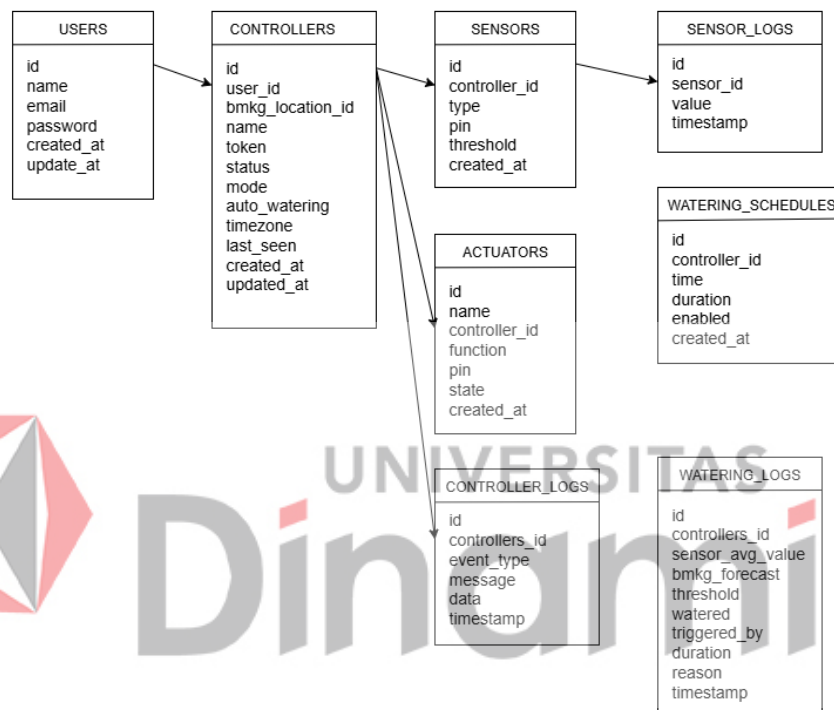 USERS
id
name
email
password
created_at
update_at
CONTROLLERS
id
user_id
bmkg_location_id
name
token
status
mode
auto_watering
timezone
last_seen
created_at
updated_at
SENSORS
id
controller_id
type
pin
threshold
created_at
SENSOR_LOGS
id
sensor_id
value
timestamp
WATERING_SCHEDULES
id
controller_id
time
duration
enabled
created_at
ACTUATORS
id
name
controller_id
function
pin
state
created_at
CONTROLLER_LOGS
id
controllers_id
event_type
message
data
timestamp
WATERING_LOGS
id
controllers_id
sensor_avg_value
bmkg_forecast
threshold
watered
triggered_by
duration
reason
timestamp
UNIVERSITAS
Dinami